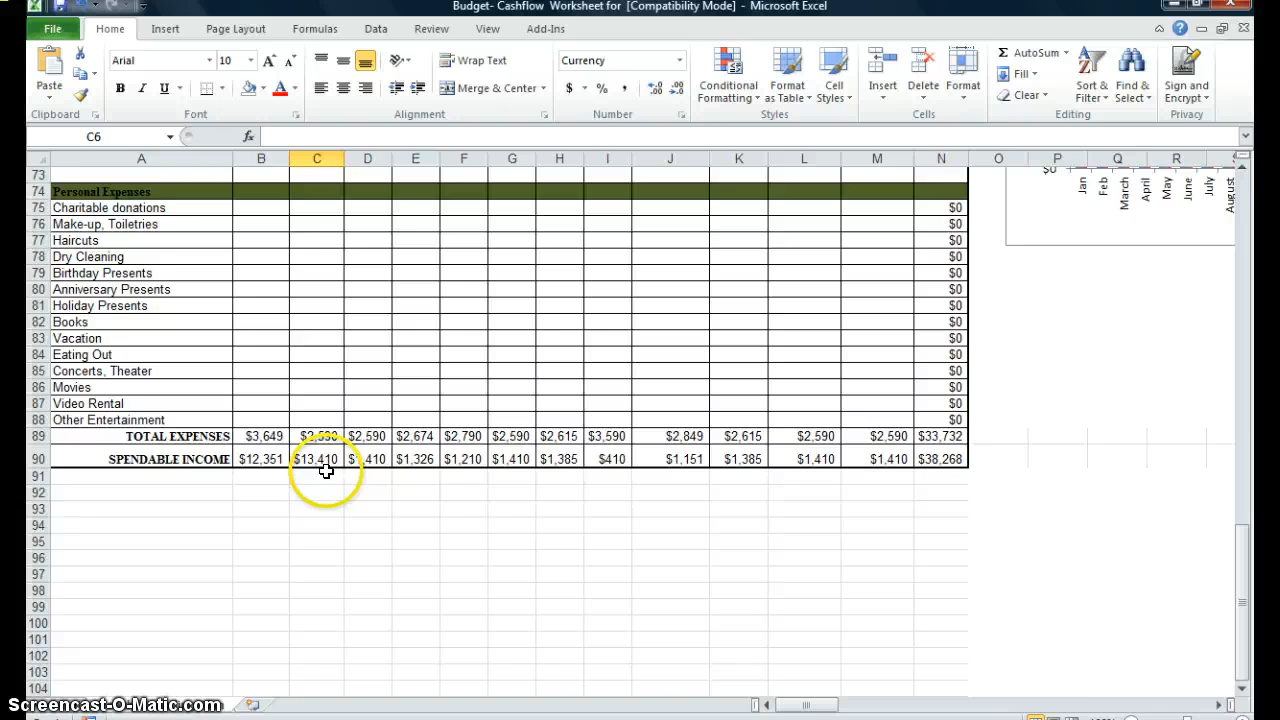 Budget- Cashflow Worksheet for [Compatibility Mode] - Microsoft Excel
File Home Insert Page Layout Formulas Data Review View Add-Ins
Arial 10 Wrap Text Currency AutoSum
Paste B I U Merge & Center $ % , Conditional Formatting Format as Table Cell Styles Insert Delete Format Fill Clear Sort & Filter Find & Select Sign and Encrypt
Clipboard Font Alignment Number Styles Cells Editing Privacy
C6 fx
A B C D E F G H I J K L M N O P Q R
73 $0
74 Personal Expenses
75 Charitable donations $0
76 Make-up, Toiletries $0
77 Haircuts $0
78 Dry Cleaning $0
79 Birthday Presents $0
80 Anniversary Presents $0
81 Holiday Presents $0
82 Books $0
83 Vacation $0
84 Eating Out $0
85 Concerts, Theater $0
86 Movies $0
87 Video Rental $0
88 Other Entertainment $0
89 TOTAL EXPENSES $3,649 $2,590 $2,590 $2,674 $2,790 $2,590 $2,615 $3,590 $2,849 $2,615 $2,590 $2,590 $33,732
90 SPENDABLE INCOME $12,351 $13,410 $1,326 $1,210 $1,410 $1,385 $410 $1,151 $1,385 $1,410 $1,410 $38,268
91
92
93
94
95
96
97
98
99
100
101
102
103
104
Jan
Feb
March
April
May
June
July
August
Screencast-O-Matic.com